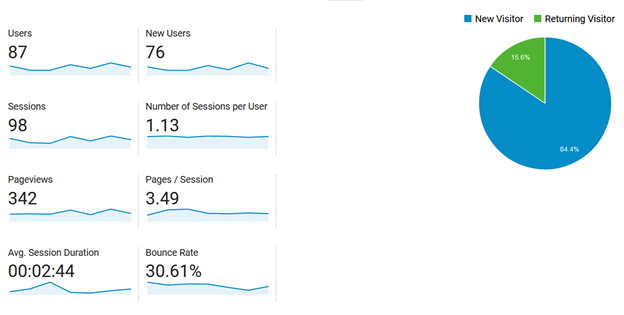 Users
87
New Users
76
Sessions
98
Number of Sessions per User
1.13
Pageviews
342
Pages / Session
3.49
Avg. Session Duration
00:02:44
Bounce Rate
30.61%
New Visitor
Returning Visitor
15.6%
84.4%